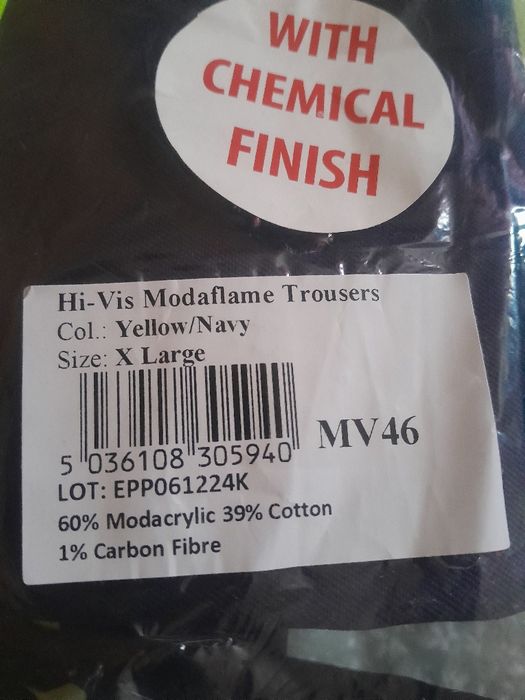 WITH
CHEMICAL
FINISH
Hi-Vis Modaflame Trousers
Col.: Yellow/Navy
Size: X Large
5 036108 305940
MV46
LOT: EPP061224K
60% Modacrylic 39% Cotton
1% Carbon Fibre